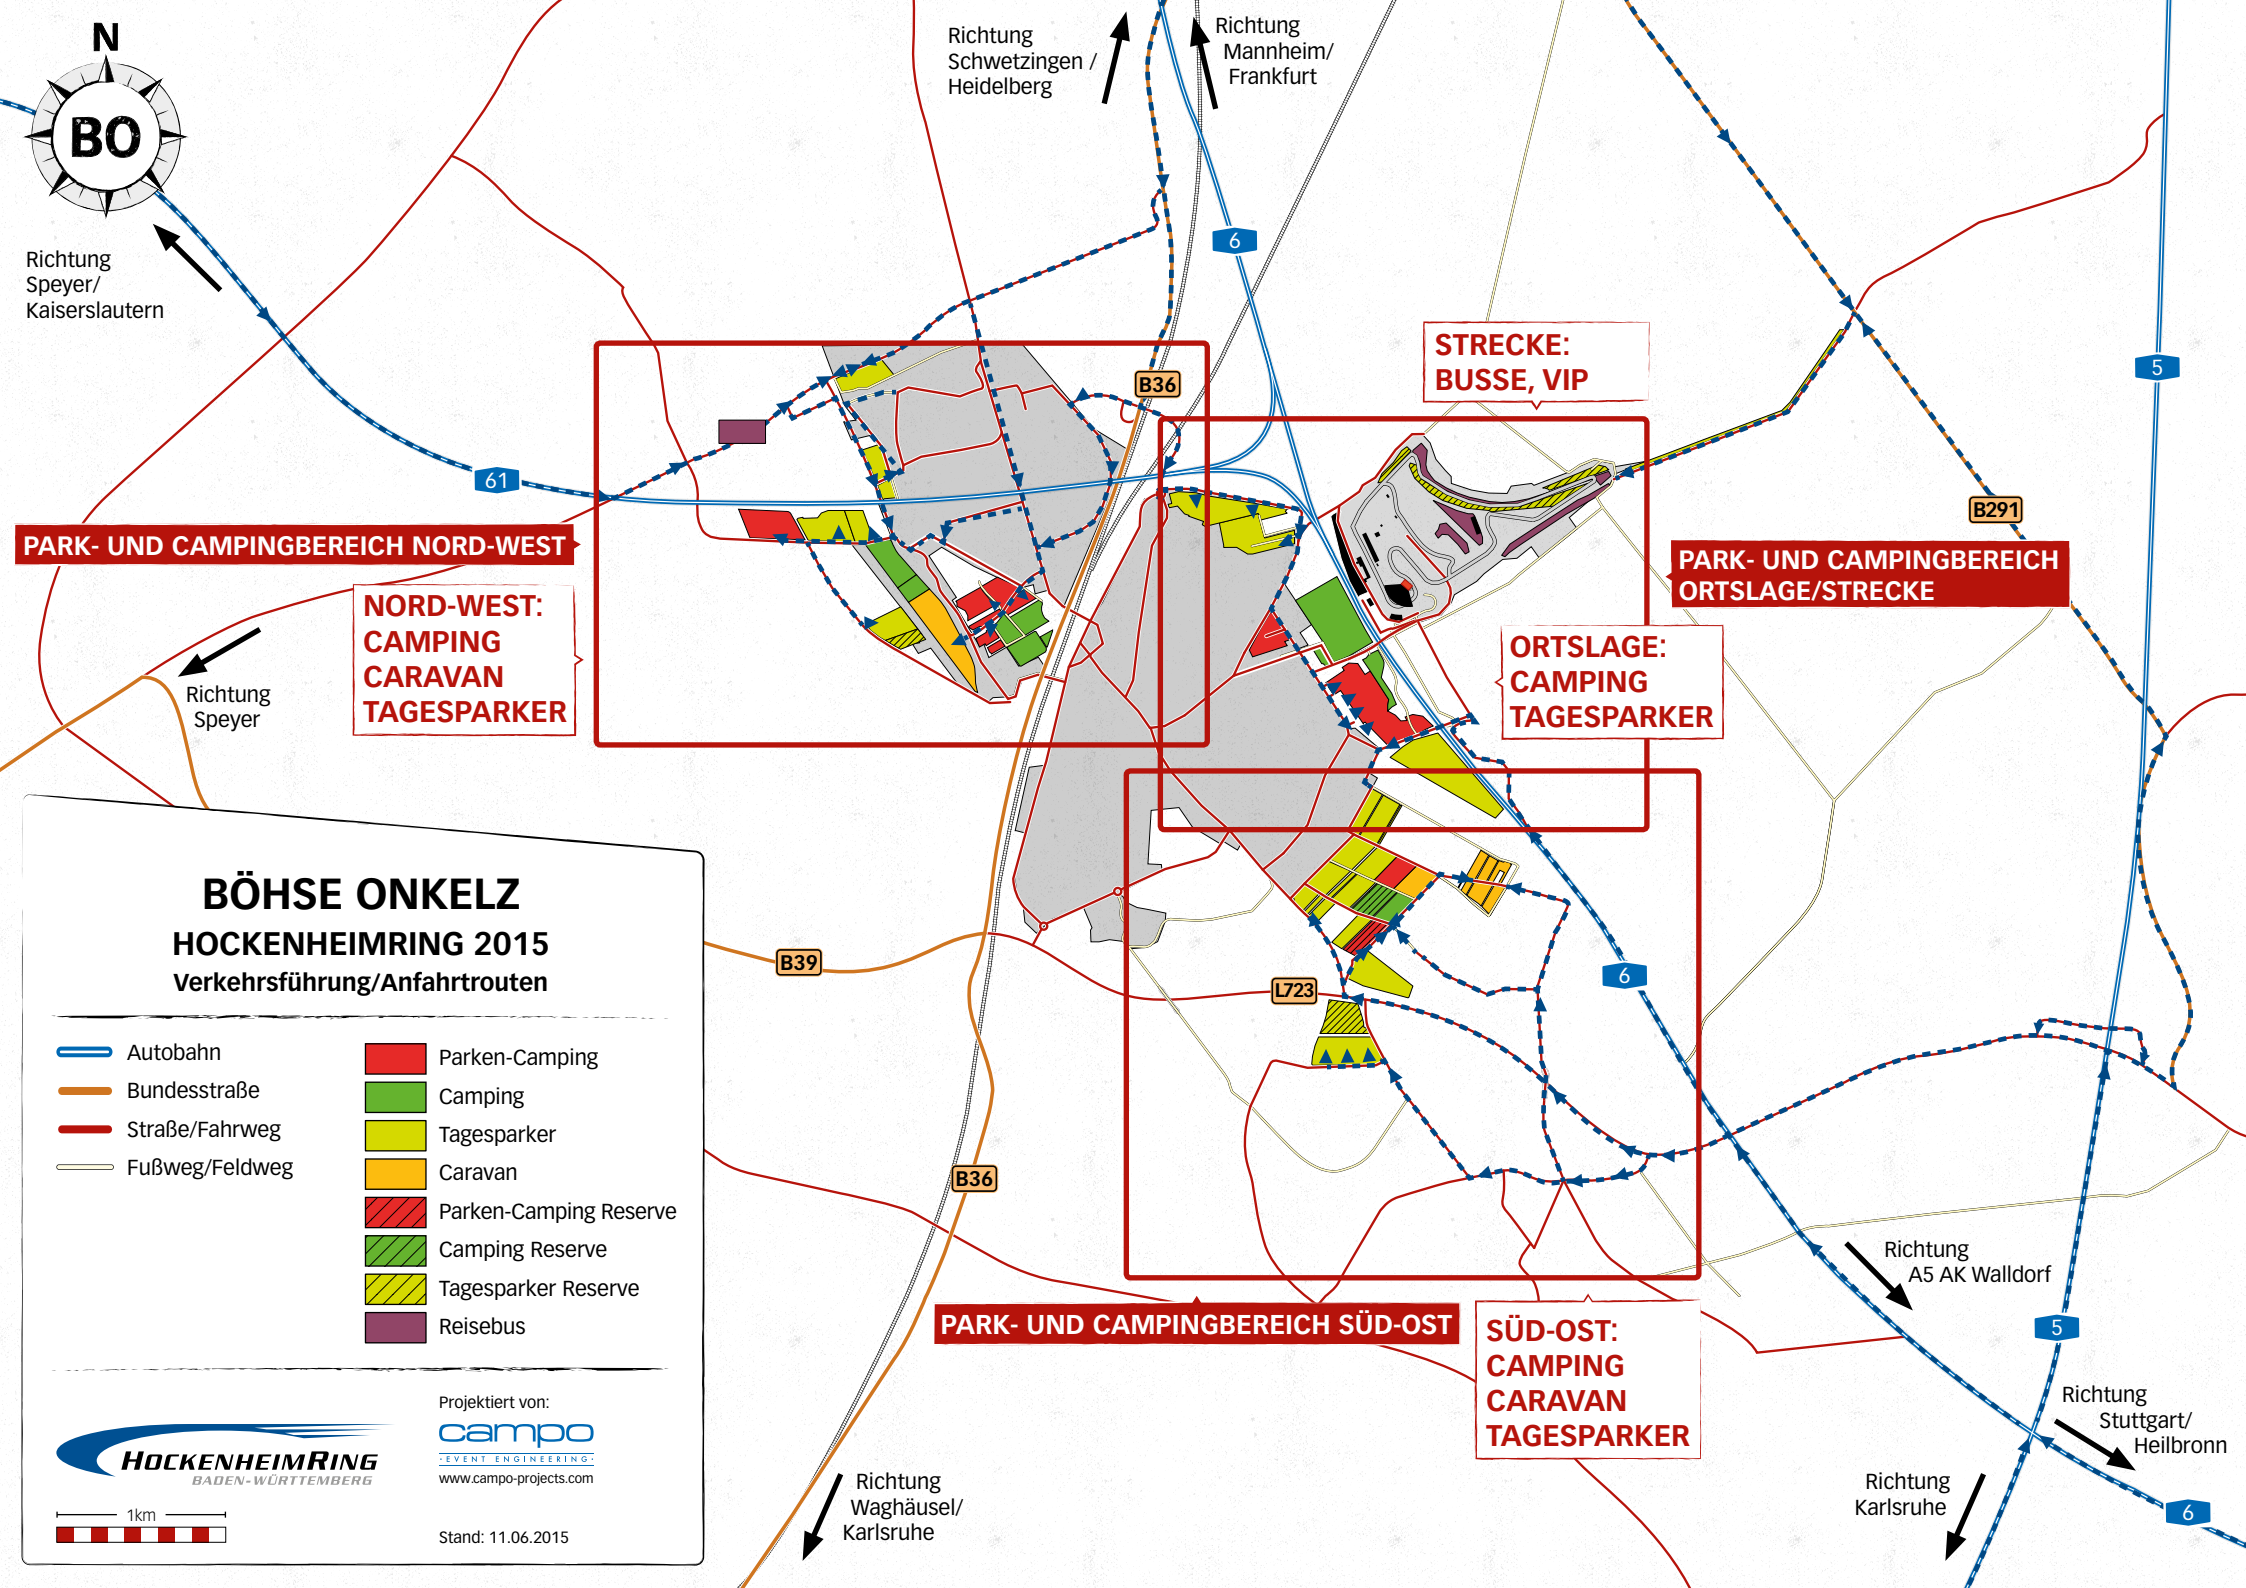 N
BO
Richtung
Speyer/
Kaiserslautern
Richtung
Schwetzingen /
Heidelberg
Richtung
Mannheim/
Frankfurt
6
5
61
B36
B291
STRECKE:
BUSSE, VIP
PARK- UND CAMPINGBEREICH NORD-WEST
NORD-WEST:
CAMPING
CARAVAN
TAGESPARKER
PARK- UND CAMPINGBEREICH
ORTSLAGE/STRECKE
ORTSLAGE:
CAMPING
TAGESPARKER
Richtung
Speyer
BÖHSE ONKELZ
HOCKENHEIMRING 2015
Verkehrsführung/Anfahrtrouten
Autobahn
Bundesstraße
Straße/Fahrweg
Fußweg/Feldweg
Parken-Camping
Camping
Tagesparker
Caravan
Parken-Camping Reserve
Camping Reserve
Tagesparker Reserve
Reisebus
HOCKENHEIMRING
BADEN-WÜRTTEMBERG
1km
Projektiert von:
campo
·EVENT ENGINEERING·
www.campo-projects.com
Stand: 11.06.2015
B39
L723
6
B36
PARK- UND CAMPINGBEREICH SÜD-OST
SÜD-OST:
CAMPING
CARAVAN
TAGESPARKER
Richtung
A5 AK Walldorf
5
Richtung
Stuttgart/
Heilbronn
Richtung
Waghäusel/
Karlsruhe
Richtung
Karlsruhe
6